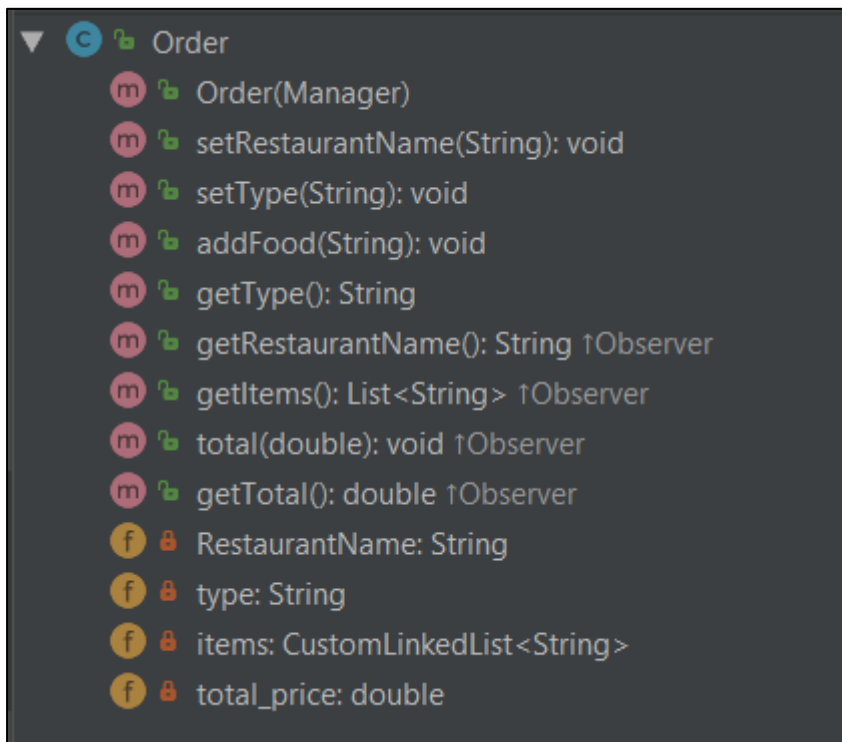 Order
Order(Manager)
setRestaurantName(String): void
setType(String): void
addFood(String): void
getType(): String
getRestaurantName(): String ↑Observer
getItems(): List<String> ↑Observer
total(double): void ↑Observer
getTotal(): double ↑Observer
RestaurantName: String
type: String
items: CustomLinkedList<String>
total_price: double